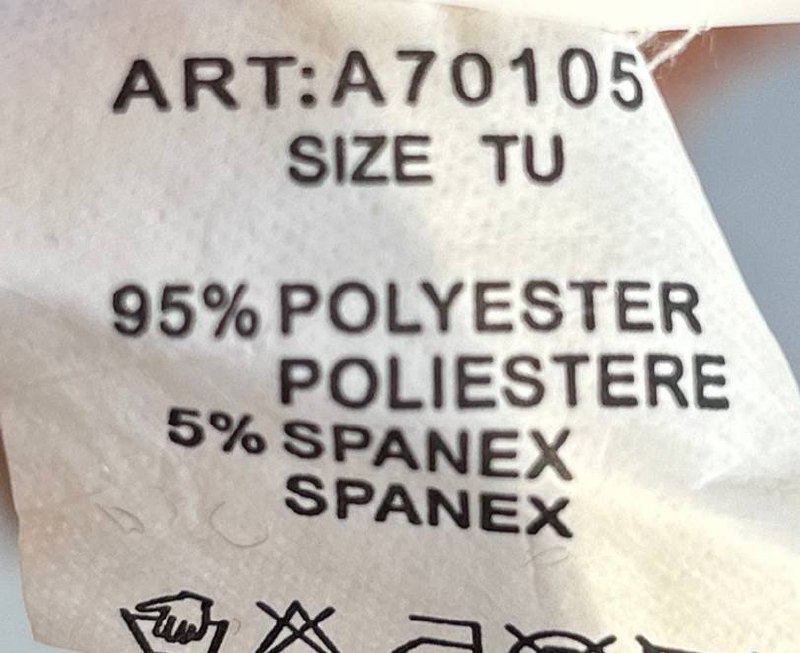 ART:A70105
SIZE TU
95% POLYESTER
POLIESTERE
5% SPANEX
SPANEX